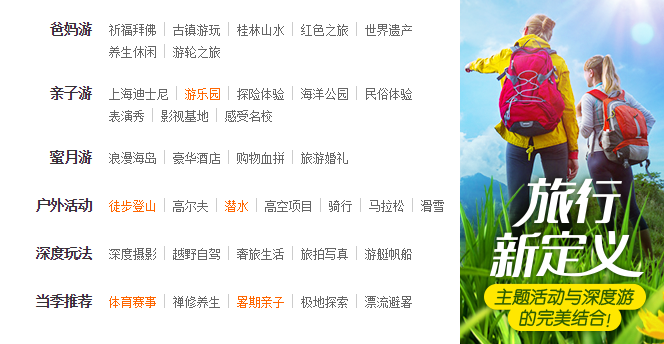 爸妈游 祈福拜佛 古镇游玩 桂林山水 红色之旅 世界遗产
养生休闲 游轮之旅
亲子游 上海迪士尼 游乐园 探险体验 海洋公园 民俗体验
表演秀 影视基地 感受名校
蜜月游 浪漫海岛 豪华酒店 购物血拼 旅游婚礼
户外活动 徒步登山 高尔夫 潜水 高空项目 骑行 马拉松 滑雪
深度玩法 深度摄影 越野自驾 奢旅生活 旅拍写真 游艇帆船
当季推荐 体育赛事 禅修养生 暑期亲子 极地探索 漂流避暑
旅行
新定义
主题活动与深度游
的完美结合!